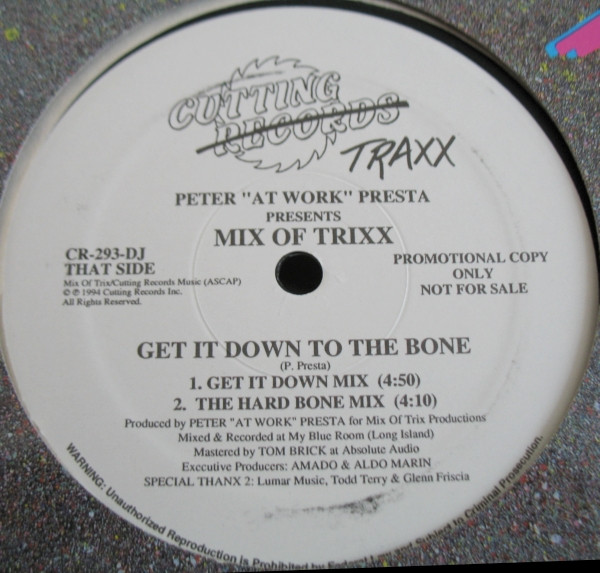 CUTTING
RECORDS
TRAXX
PETER "AT WORK" PRESTA
PRESENTS
MIX OF TRIXX
CR-293-DJ
THAT SIDE
Mix Of Trix/Cutting Records Music (ASCAP)
© ℗ 1994 Cutting Records Inc.
All Rights Reserved.
PROMOTIONAL COPY
ONLY
NOT FOR SALE
GET IT DOWN TO THE BONE
(P. Presta)
1. GET IT DOWN MIX (4:50)
2. THE HARD BONE MIX (4:10)
Produced by PETER "AT WORK" PRESTA for Mix Of Trix Productions
Mixed & Recorded at My Blue Room (Long Island)
Mastered by TOM BRICK at Absolute Audio
Executive Producers: AMADO & ALDO MARIN
SPECIAL THANX 2: Lumar Music, Todd Terry & Glenn Friscia
WARNING: Unauthorized Reproduction is Prohibited by Subject to Criminal Prosecution.